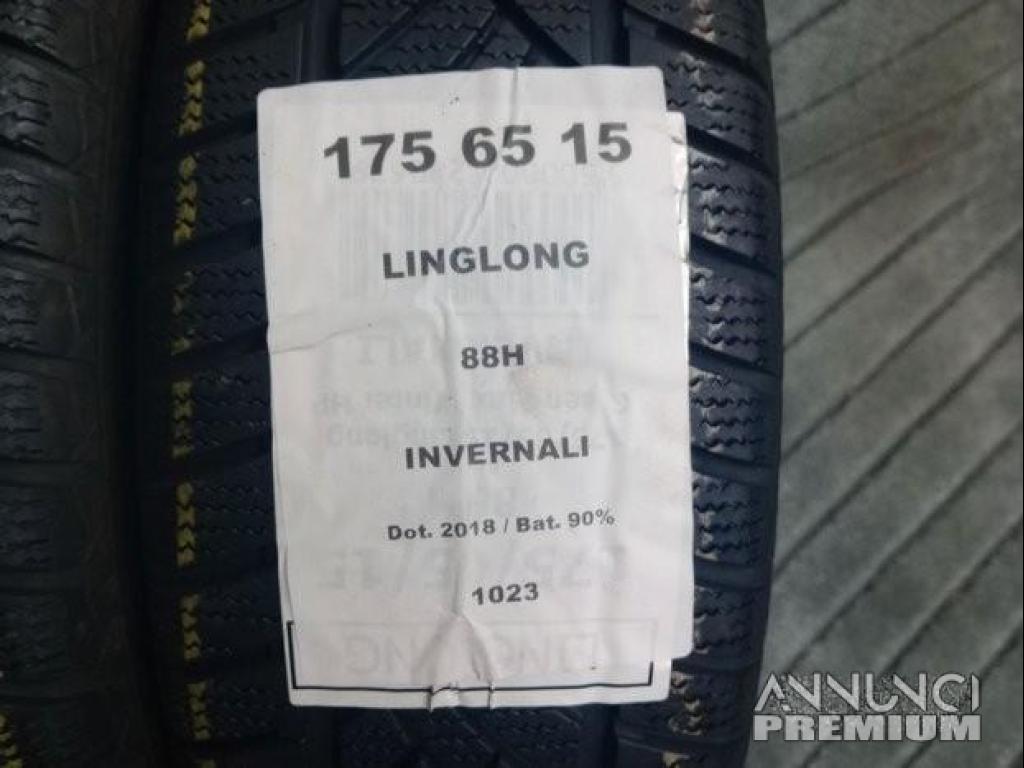 175 65 15
LINGLONG
88H
INVERNALI
Dot. 2018 / Bat. 90%
1023
ANNUNCI
PREMIUM